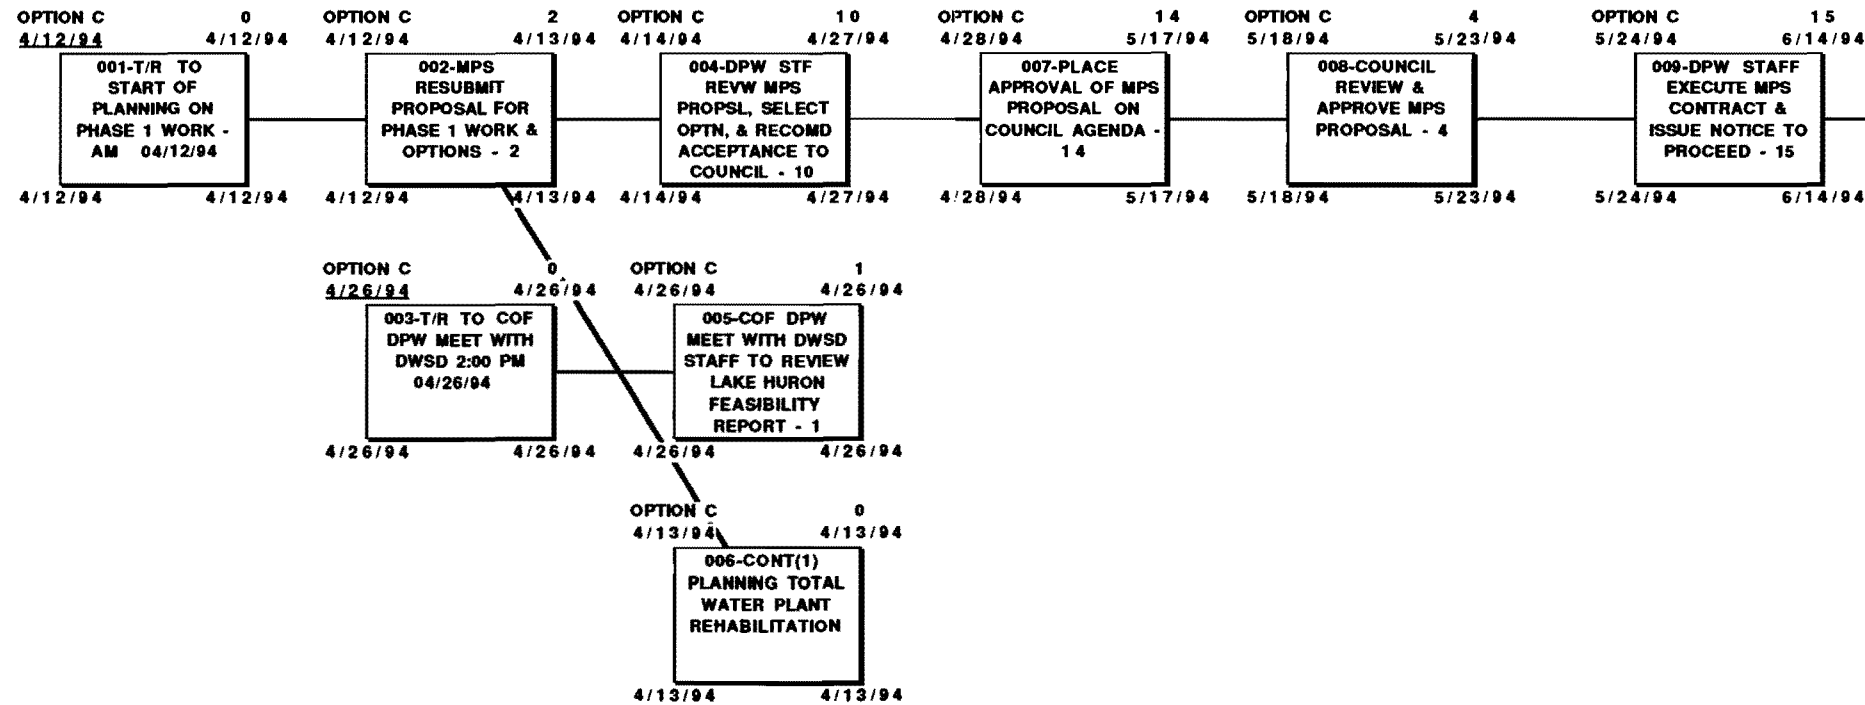 OPTION C 0
4/12/94 4/12/94
001-T/R TO
START OF
PLANNING ON
PHASE 1 WORK -
AM 04/12/94
4/12/94 4/12/94
OPTION C 2
4/12/94 4/13/94
002-MPS
RESUBMIT
PROPOSAL FOR
PHASE 1 WORK &
OPTIONS - 2
4/12/94 4/13/94
OPTION C 10
4/14/94 4/27/94
004-DPW STF
REVW MPS
PROPSL, SELECT
OPTN, & RECOMD
ACCEPTANCE TO
COUNCIL - 10
4/14/94 4/27/94
OPTION C 14
4/28/94 5/17/94
007-PLACE
APPROVAL OF MPS
PROPOSAL ON
COUNCIL AGENDA -
14
4/28/94 5/17/94
OPTION C 4
5/18/94 5/23/94
008-COUNCIL
REVIEW &
APPROVE MPS
PROPOSAL - 4
5/18/94 5/23/94
OPTION C 15
5/24/94 6/14/94
009-DPW STAFF
EXECUTE MPS
CONTRACT &
ISSUE NOTICE TO
PROCEED - 15
5/24/94 6/14/94
OPTION C 0
4/26/94 4/26/94
003-T/R TO COF
DPW MEET WITH
DWSD 2:00 PM
04/26/94
4/26/94 4/26/94
OPTION C 1
4/26/94 4/26/94
005-COF DPW
MEET WITH DWSD
STAFF TO REVIEW
LAKE HURON
FEASIBILITY
REPORT - 1
4/26/94 4/26/94
OPTION C 0
4/13/94 4/13/94
006-CONT(1)
PLANNING TOTAL
WATER PLANT
REHABILITATION
4/13/94 4/13/94